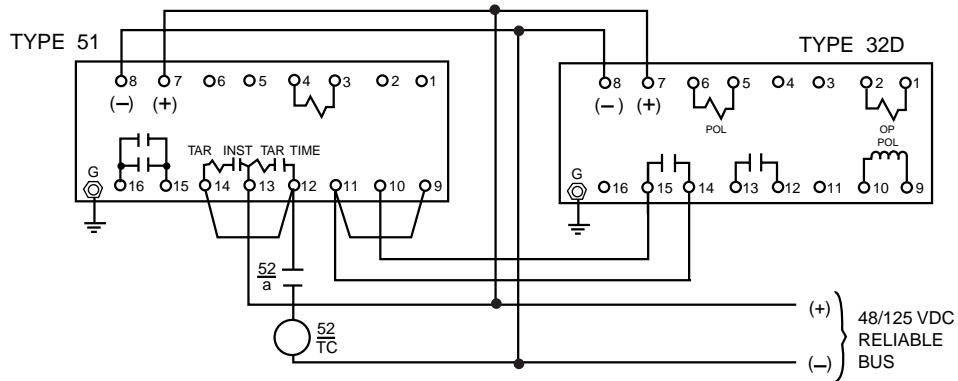 TYPE 51
TYPE 32D
8 7 6 5 4 3 2 1
(–) (+)
8 7 6 5 4 3 2 1
(–) (+)
POL
OP
POL
TAR INST TAR TIME
G
16 15 14 13 12 11 10 9
G
16 15 14 13 12 11 10 9
52
a
52
TC
(+)
(–)
48/125 VDC
RELIABLE
BUS